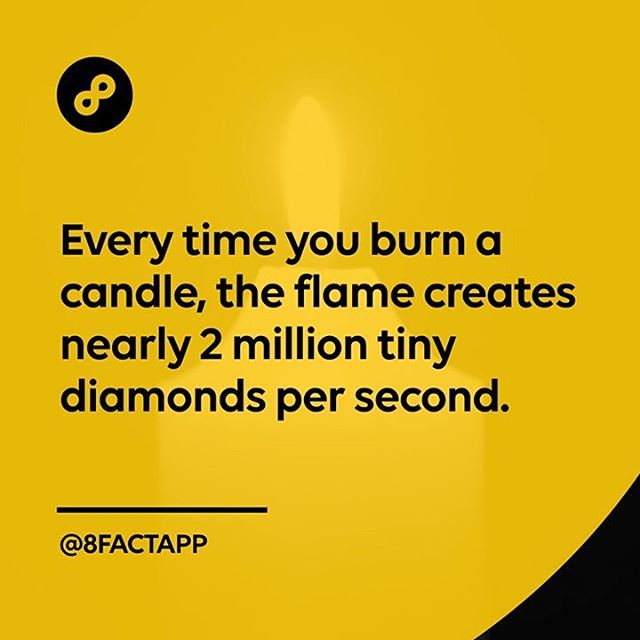 Every time you burn a
candle, the flame creates
nearly 2 million tiny
diamonds per second.
@8FACTAPP